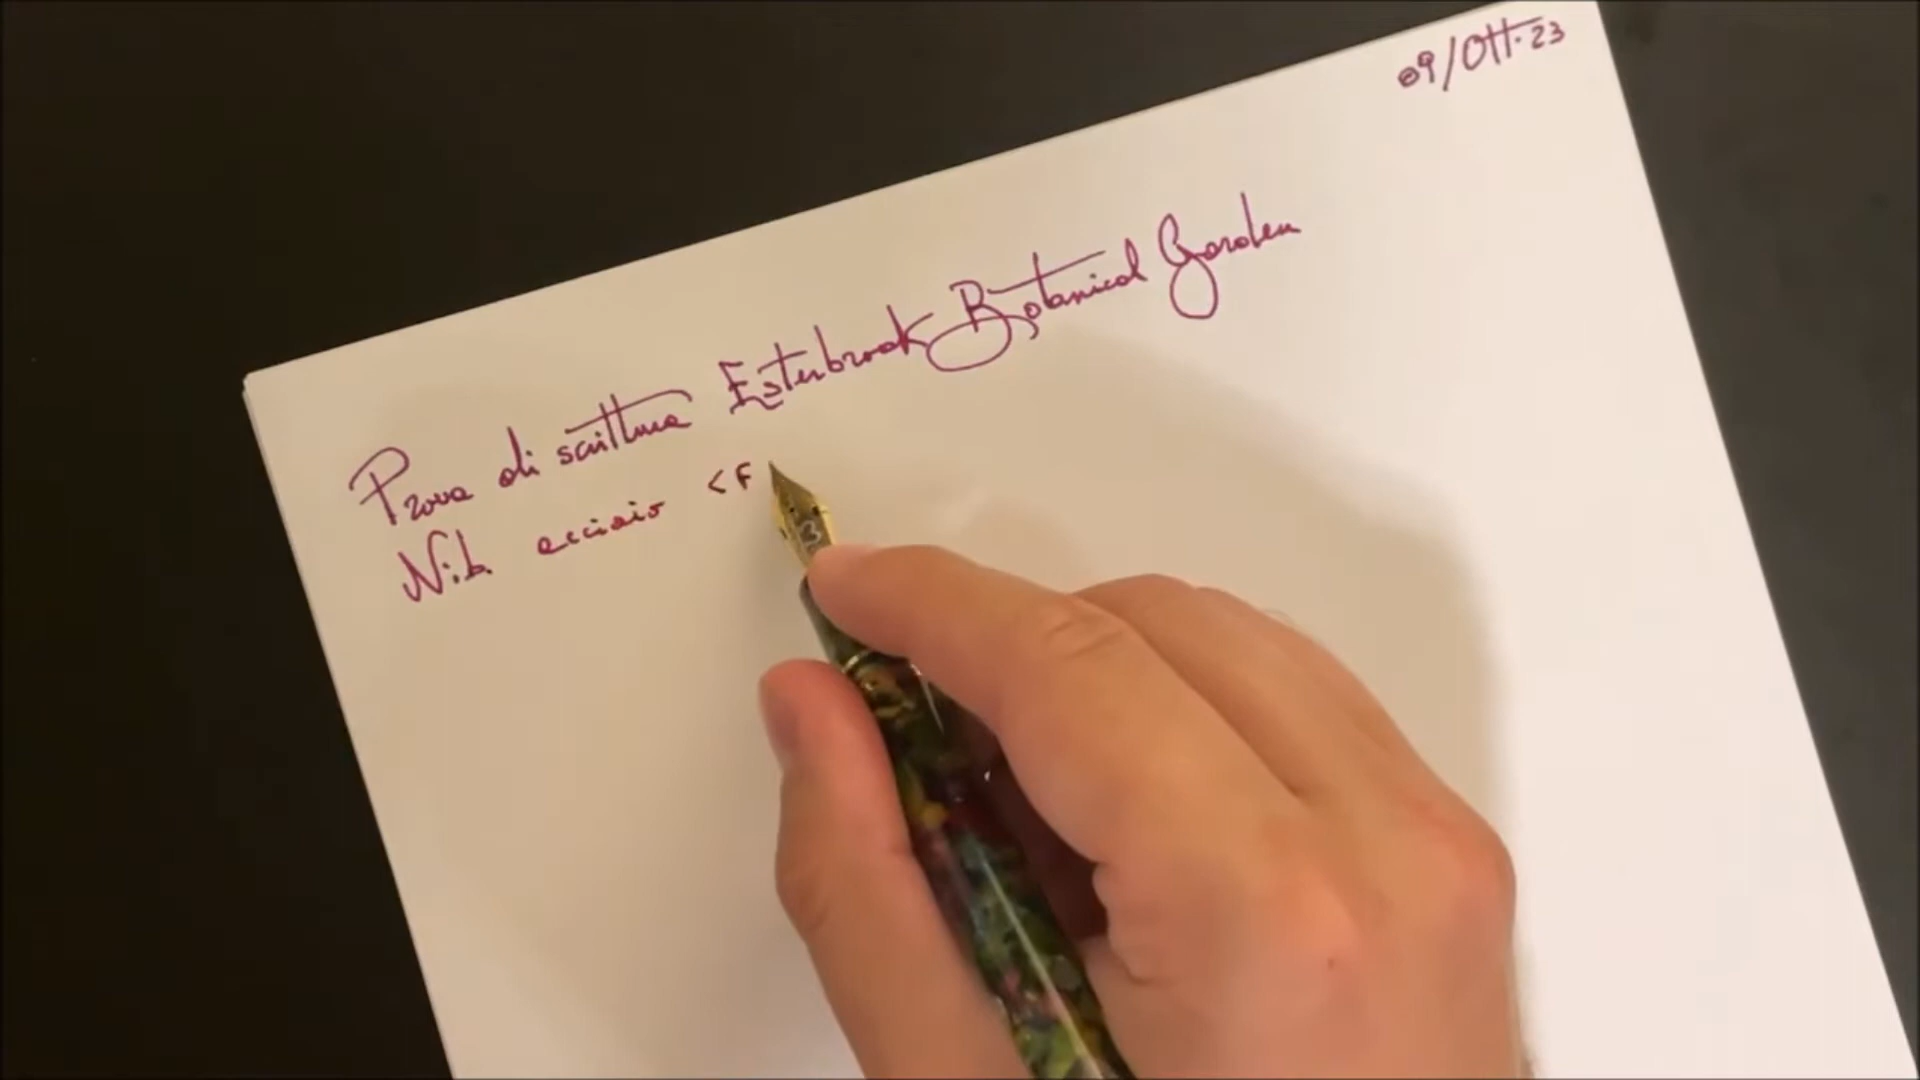 09/Ott.23
Prova di scrittura Esterbrook Botanical Garden
Nib acciaio <F